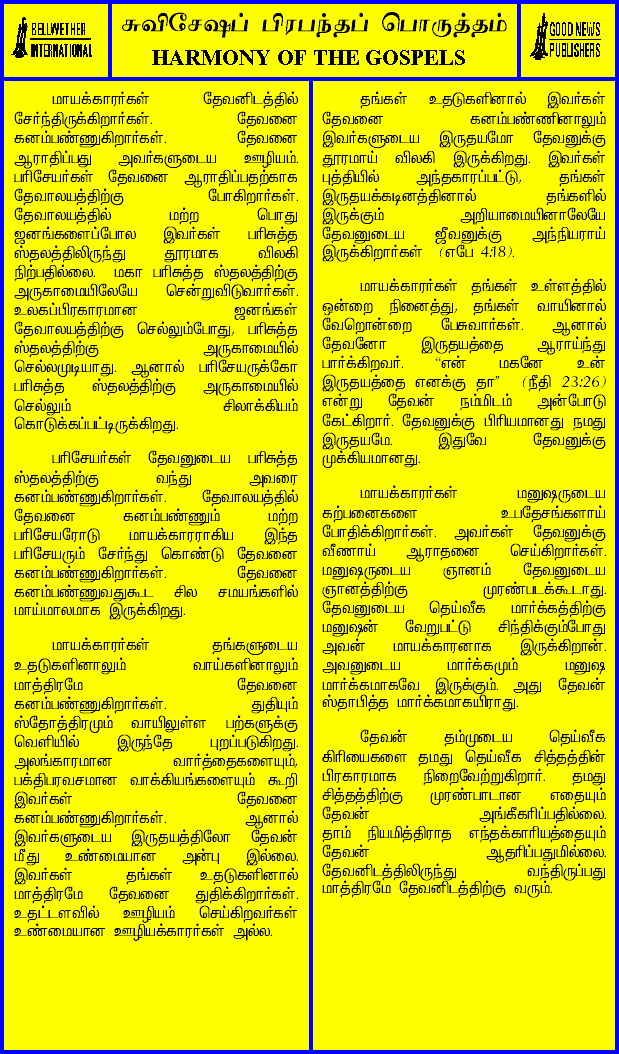 BELLWETHER
INTERNATIONAL
சுவிசேஷப் பிரபந்தப் பொருத்தம்
HARMONY OF THE GOSPELS
GOOD NEWS
PUBLISHERS
மாயக்காரர்கள் தேவனிடத்தில்
சேர்ந்திருக்கிறார்கள். தேவனை
கனம்பண்ணுகிறார்கள். தேவனை
ஆராதிப்பது அவர்களுடைய ஊழியம்.
பரிசேயர்கள் தேவனை ஆராதிப்பதற்காக
தேவாலயத்திற்கு போகிறார்கள்.
தேவாலயத்தில் மற்ற பொது
ஜனங்களைப்போல இவர்கள் பரிசுத்த
ஸ்தலத்திலிருந்து தூரமாக விலகி
நிற்பதில்லை. மகா பரிசுத்த ஸ்தலத்திற்கு
அருகாமையிலேயே சென்றுவிடுவார்கள்.
உலகப்பிரகாரமான ஜனங்கள்
தேவாலயத்திற்கு செல்லும்போது, பரிசுத்த
ஸ்தலத்திற்கு அருகாமையில்
செல்லமுடியாது. ஆனால் பரிசேயருக்கோ
பரிசுத்த ஸ்தலத்திற்கு அருகாமையில்
செல்லும் சிலாக்கியம்
கொடுக்கப்பட்டிருக்கிறது.
பரிசேயர்கள் தேவனுடைய பரிசுத்த
ஸ்தலத்திற்கு வந்து அவரை
கனம்பண்ணுகிறார்கள். தேவாலயத்தில்
தேவனை கனம்பண்ணும் மற்ற
பரிசேயரோடு மாயக்காரராகிய இந்த
பரிசேயரும் சேர்ந்து கொண்டு தேவனை
கனம்பண்ணுகிறார்கள். தேவனை
கனம்பண்ணுவதுகூட சில சமயங்களில்
மாய்மாலமாக இருக்கிறது.
மாயக்காரர்கள் தங்களுடைய
உதடுகளினாலும் வாய்களினாலும்
மாத்திரமே தேவனை
கனம்பண்ணுகிறார்கள். துதியும்
ஸ்தோத்திரமும் வாயிலுள்ள பற்களுக்கு
வெளியில் இருந்தே புறப்படுகிறது.
அலங்காரமான வார்த்தைகளையும்,
பக்திபரவசமான வாக்கியங்களையும் கூறி
இவர்கள் தேவனை
கனம்பண்ணுகிறார்கள். ஆனால்
இவர்களுடைய இருதயத்திலோ தேவன்
மீது உண்மையான அன்பு இல்லை.
இவர்கள் தங்கள் உதடுகளினால்
மாத்திரமே தேவனை துதிக்கிறார்கள்.
உதட்டளவில் ஊழியம் செய்கிறவர்கள்
உண்மையான ஊழியக்காரர்கள் அல்ல.
தங்கள் உதடுகளினால் இவர்கள்
தேவனை கனம்பண்ணினாலும்
இவர்களுடைய இருதயமோ தேவனுக்கு
தூரமாய் விலகி இருக்கிறது. இவர்கள்
புத்தியில் அந்தகாரப்பட்டு, தங்கள்
இருதயக்கடினத்தினால் தங்களில்
இருக்கும் அறியாமையினாலேயே
தேவனுடைய ஜீவனுக்கு அந்நியராய்
இருக்கிறார்கள் (எபே 4:18).
மாயக்காரர்கள் தங்கள் உள்ளத்தில்
ஒன்றை நினைத்து, தங்கள் வாயினால்
வேறொன்றை பேசுவார்கள். ஆனால்
தேவனோ இருதயத்தை ஆராய்ந்து
பார்க்கிறவர். “என் மகனே உன்
இருதயத்தை எனக்கு தா” (நீதி 23:26)
என்று தேவன் நம்மிடம் அன்போடு
கேட்கிறார். தேவனுக்கு பிரியமானது நமது
இருதயமே. இதுவே தேவனுக்கு
முக்கியமானது.
மாயக்காரர்கள் மனுஷருடைய
கற்பனைகளை உபதேசங்களாய்
போதிக்கிறார்கள். அவர்கள் தேவனுக்கு
வீணாய் ஆராதனை செய்கிறார்கள்.
மனுஷருடைய ஞானம் தேவனுடைய
ஞானத்திற்கு முரண்படக்கூடாது.
தேவனுடைய தெய்வீக மார்க்கத்திற்கு
மனுஷன் வேறுபட்டு சிந்திக்கும்போது
அவன் மாயக்காரனாக இருக்கிறான்.
அவனுடைய மார்க்கமும் மனுஷ
மார்க்கமாகவே இருக்கும். அது தேவன்
ஸ்தாபித்த மார்க்கமாகயிராது.
தேவன் தம்முடைய தெய்வீக
கிரியைகளை தமது தெய்வீக சித்தத்தின்
பிரகாரமாக நிறைவேற்றுகிறார். தமது
சித்தத்திற்கு முரண்பாடான எதையும்
தேவன் அங்கீகரிப்பதில்லை.
தாம் நியமித்திராத எந்தக்காரியத்தையும்
தேவன் ஆதரிப்பதுமில்லை.
தேவனிடத்திலிருந்து வந்திருப்பது
மாத்திரமே தேவனிடத்திற்கு வரும்.